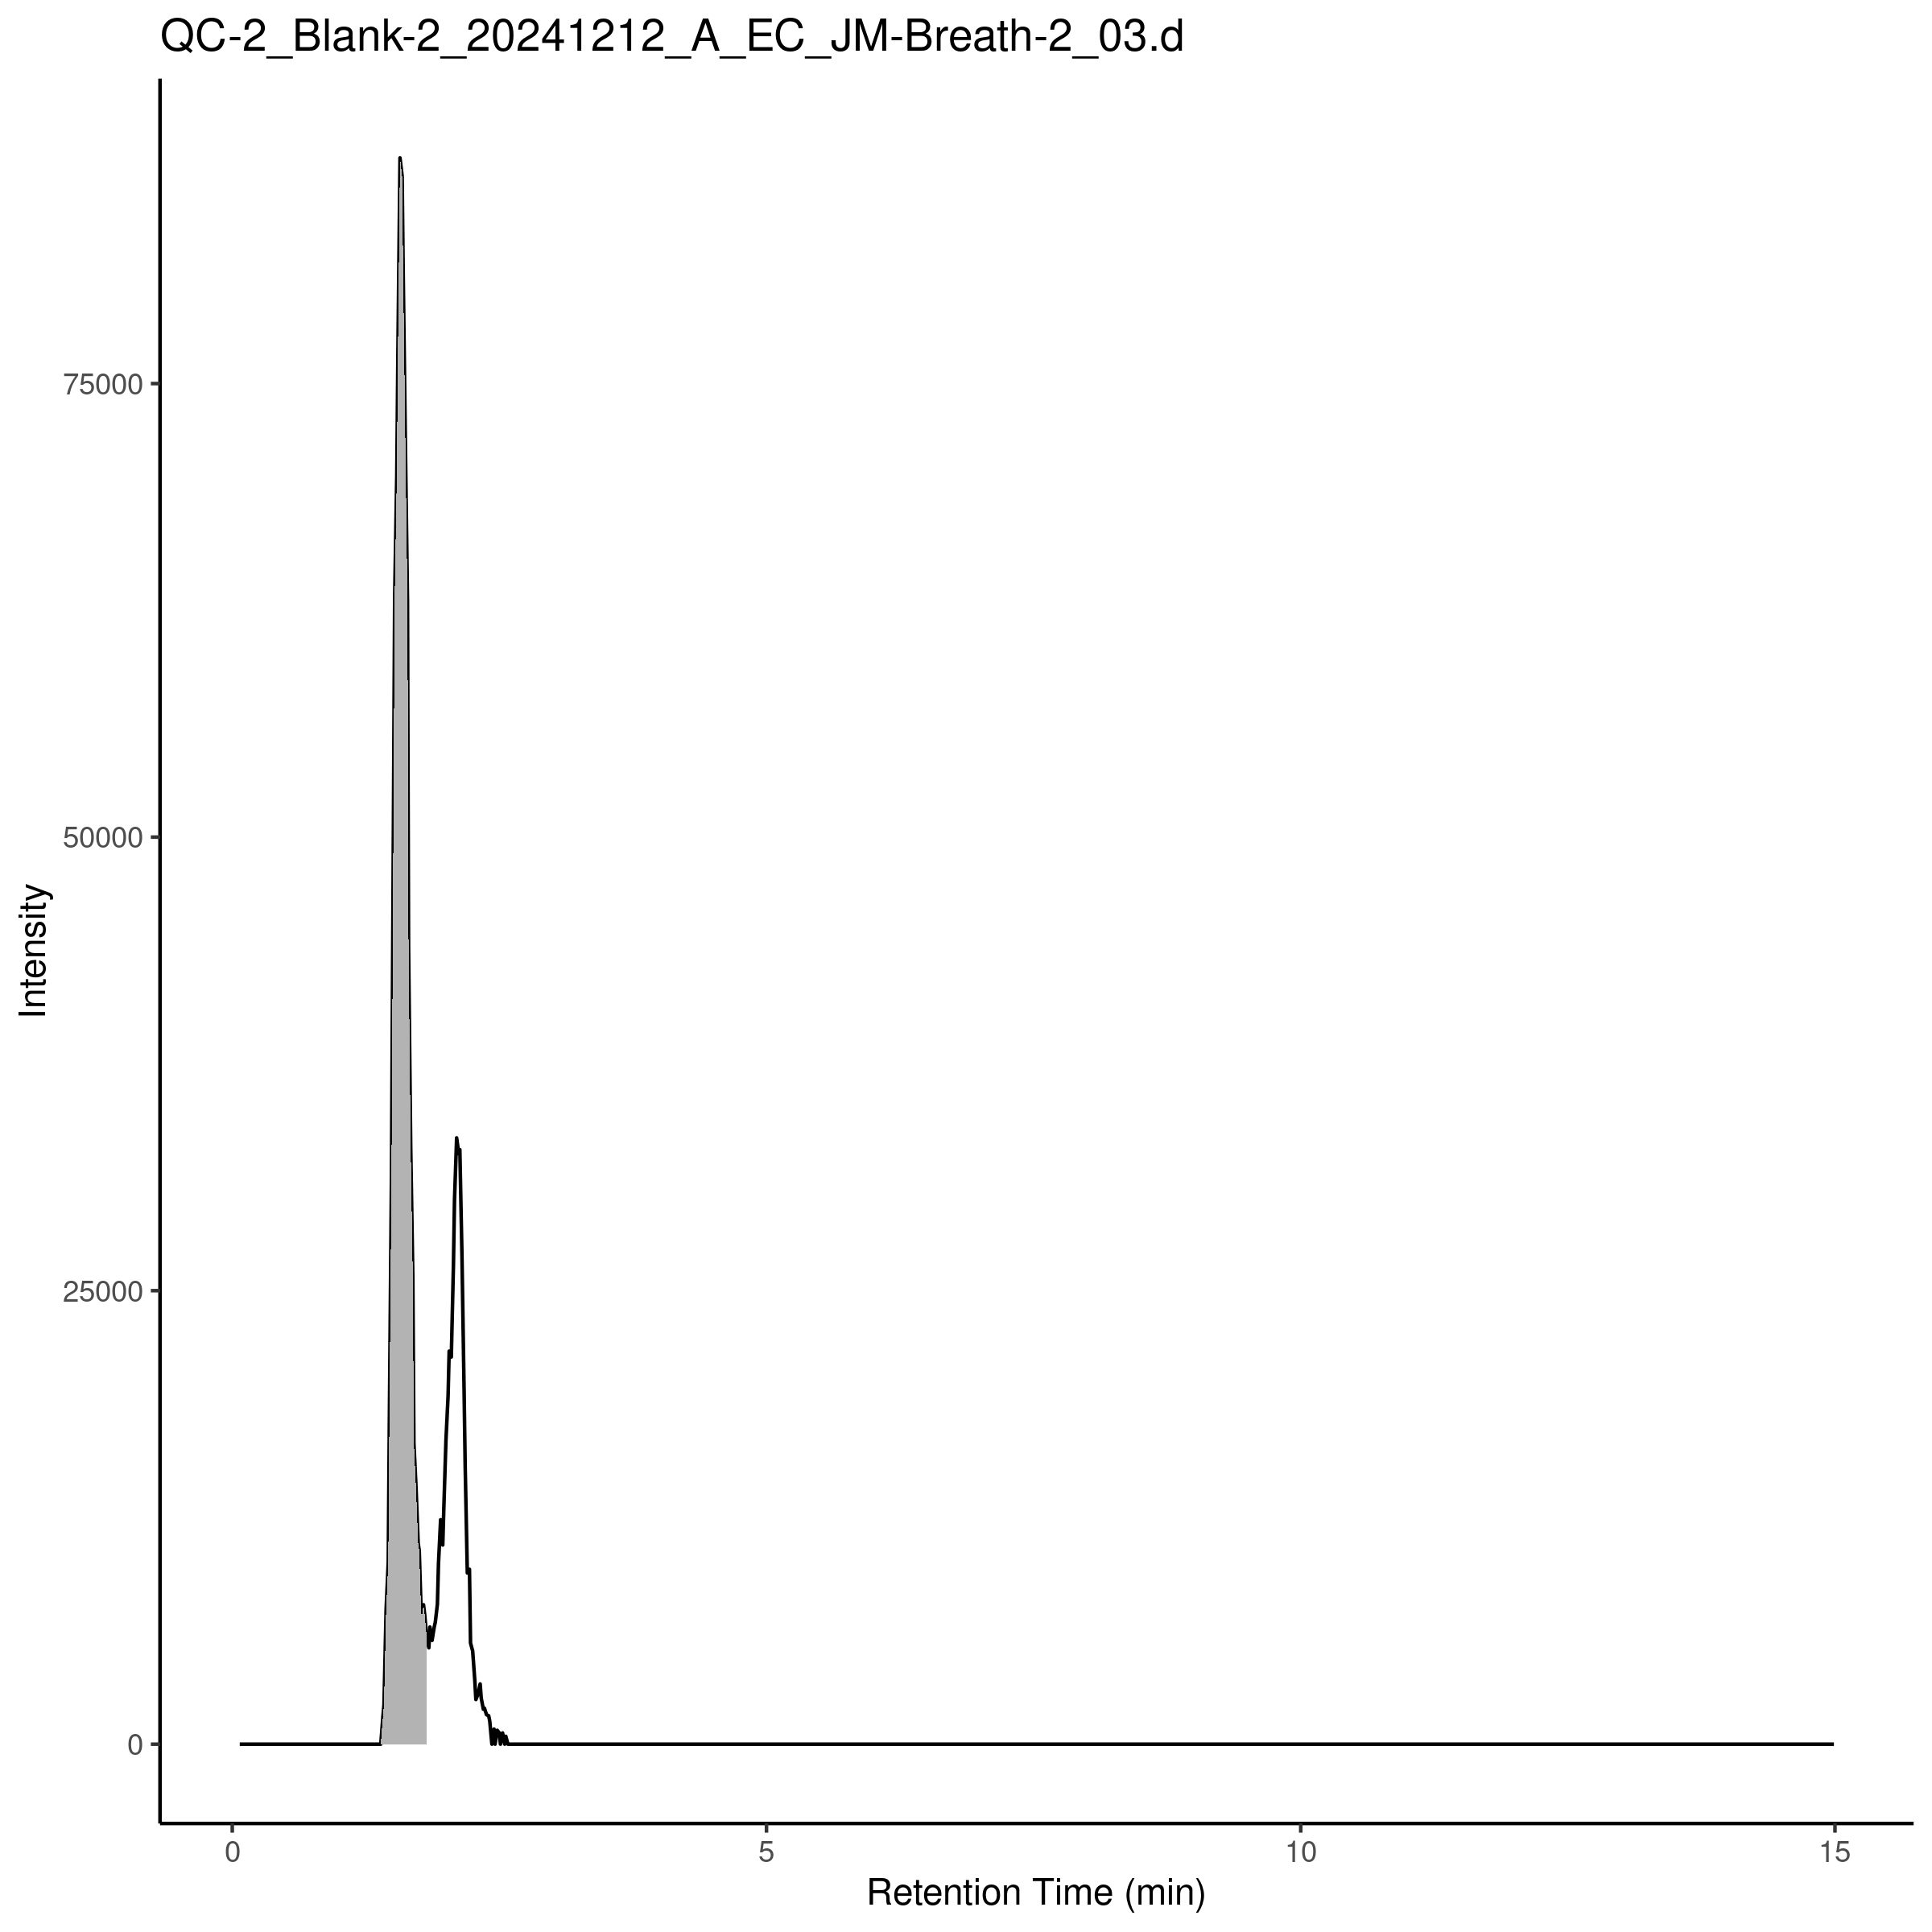 QC-2_Blank-2_20241212_A_EC_JM-Breath-2_03.d
75000
50000
25000
0
Intensity
0 5 10 15
Retention Time (min)